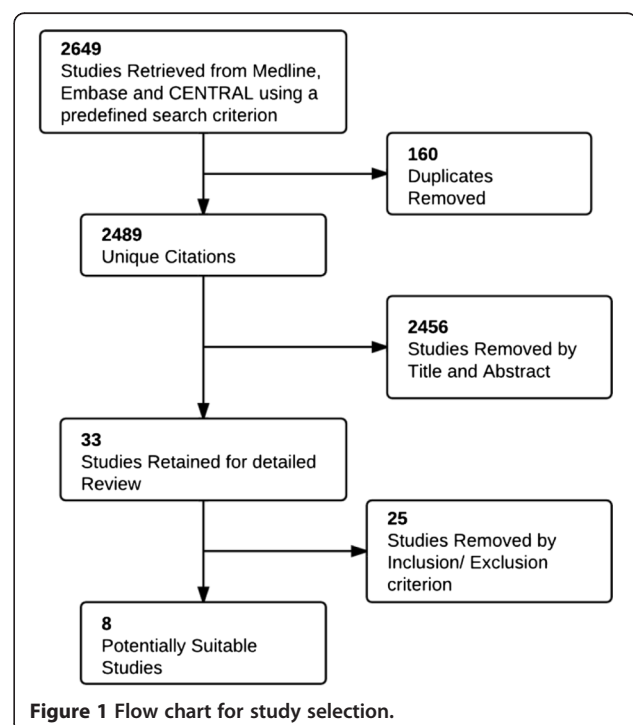 2649
Studies Retrieved from Medline,
Embase and CENTRAL using a
predefined search criterion
160
Duplicates
Removed
2489
Unique Citations
2456
Studies Removed by
Title and Abstract
33
Studies Retained for detailed
Review
25
Studies Removed by
Inclusion/ Exclusion
criterion
8
Potentially Suitable
Studies
Figure 1 Flow chart for study selection.